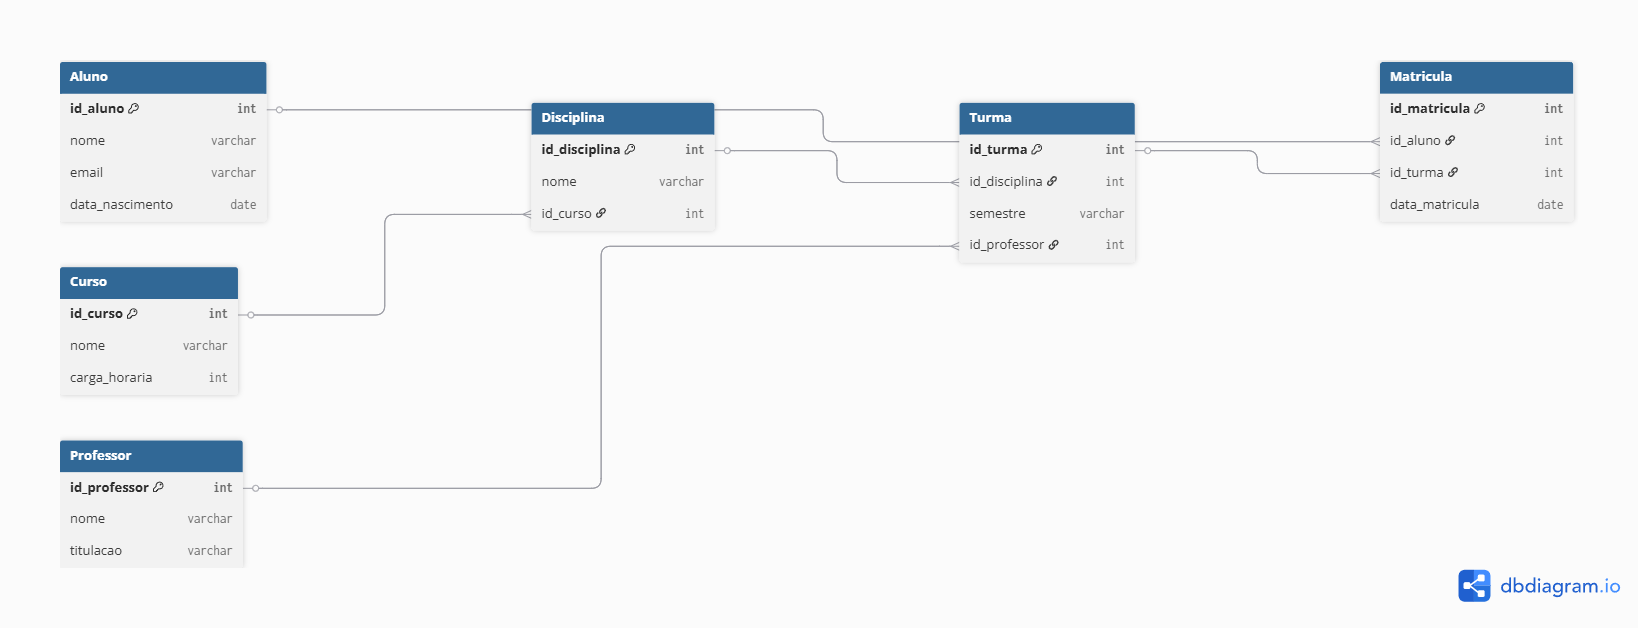 Aluno
id_aluno int
nome varchar
email varchar
data_nascimento date
Curso
id_curso int
nome varchar
carga_horaria int
Professor
id_professor int
nome varchar
titulacao varchar
Disciplina
id_disciplina int
nome varchar
id_curso int
Turma
id_turma int
id_disciplina int
semestre varchar
id_professor int
Matricula
id_matricula int
id_aluno int
id_turma int
data_matricula date
dbdiagram.io